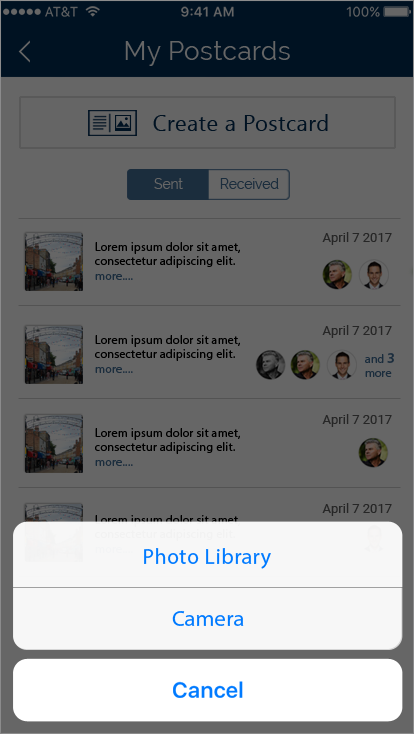 AT&T 9:41 AM 100%
My Postcards
Create a Postcard
Sent Received
April 7 2017
Lorem ipsum dolor sit amet,
consectetur adipiscing elit.
more....
April 7 2017
Lorem ipsum dolor sit amet,
consectetur adipiscing elit.
more....
and 3
more
April 7 2017
Lorem ipsum dolor sit amet,
consectetur adipiscing elit.
more....
April 7 2017
Lorem ipsum dolor sit amet,
Photo Library
Camera
Cancel